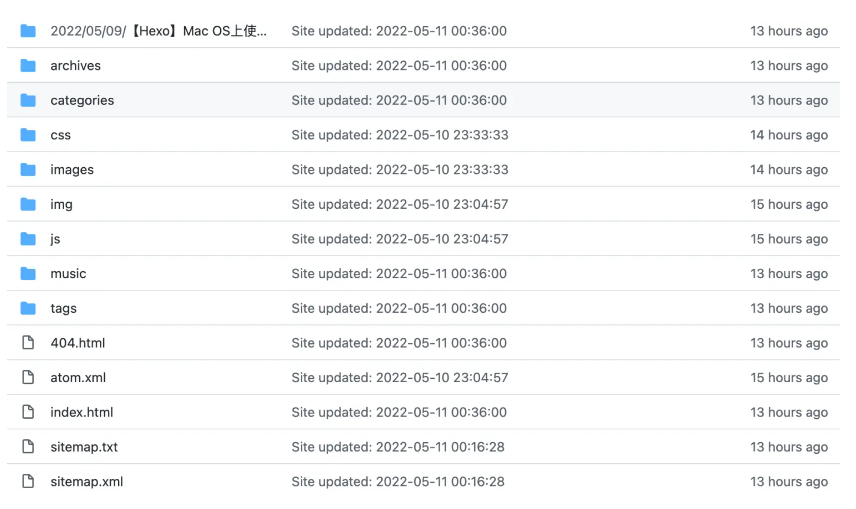 2022/05/09/【Hexo】Mac OS上使... Site updated: 2022-05-11 00:36:00 13 hours ago
archives Site updated: 2022-05-11 00:36:00 13 hours ago
categories Site updated: 2022-05-11 00:36:00 13 hours ago
css Site updated: 2022-05-10 23:33:33 14 hours ago
images Site updated: 2022-05-10 23:33:33 14 hours ago
img Site updated: 2022-05-10 23:04:57 15 hours ago
js Site updated: 2022-05-10 23:04:57 15 hours ago
music Site updated: 2022-05-11 00:36:00 13 hours ago
tags Site updated: 2022-05-11 00:36:00 13 hours ago
404.html Site updated: 2022-05-11 00:36:00 13 hours ago
atom.xml Site updated: 2022-05-10 23:04:57 15 hours ago
index.html Site updated: 2022-05-11 00:36:00 13 hours ago
sitemap.txt Site updated: 2022-05-11 00:16:28 13 hours ago
sitemap.xml Site updated: 2022-05-11 00:16:28 13 hours ago